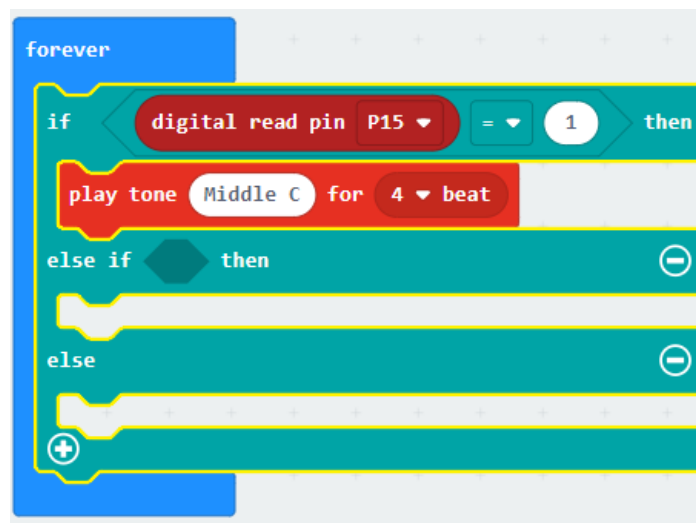 forever
if digital read pin P15 = 1 then
play tone Middle C for 4 beat
else if then
else